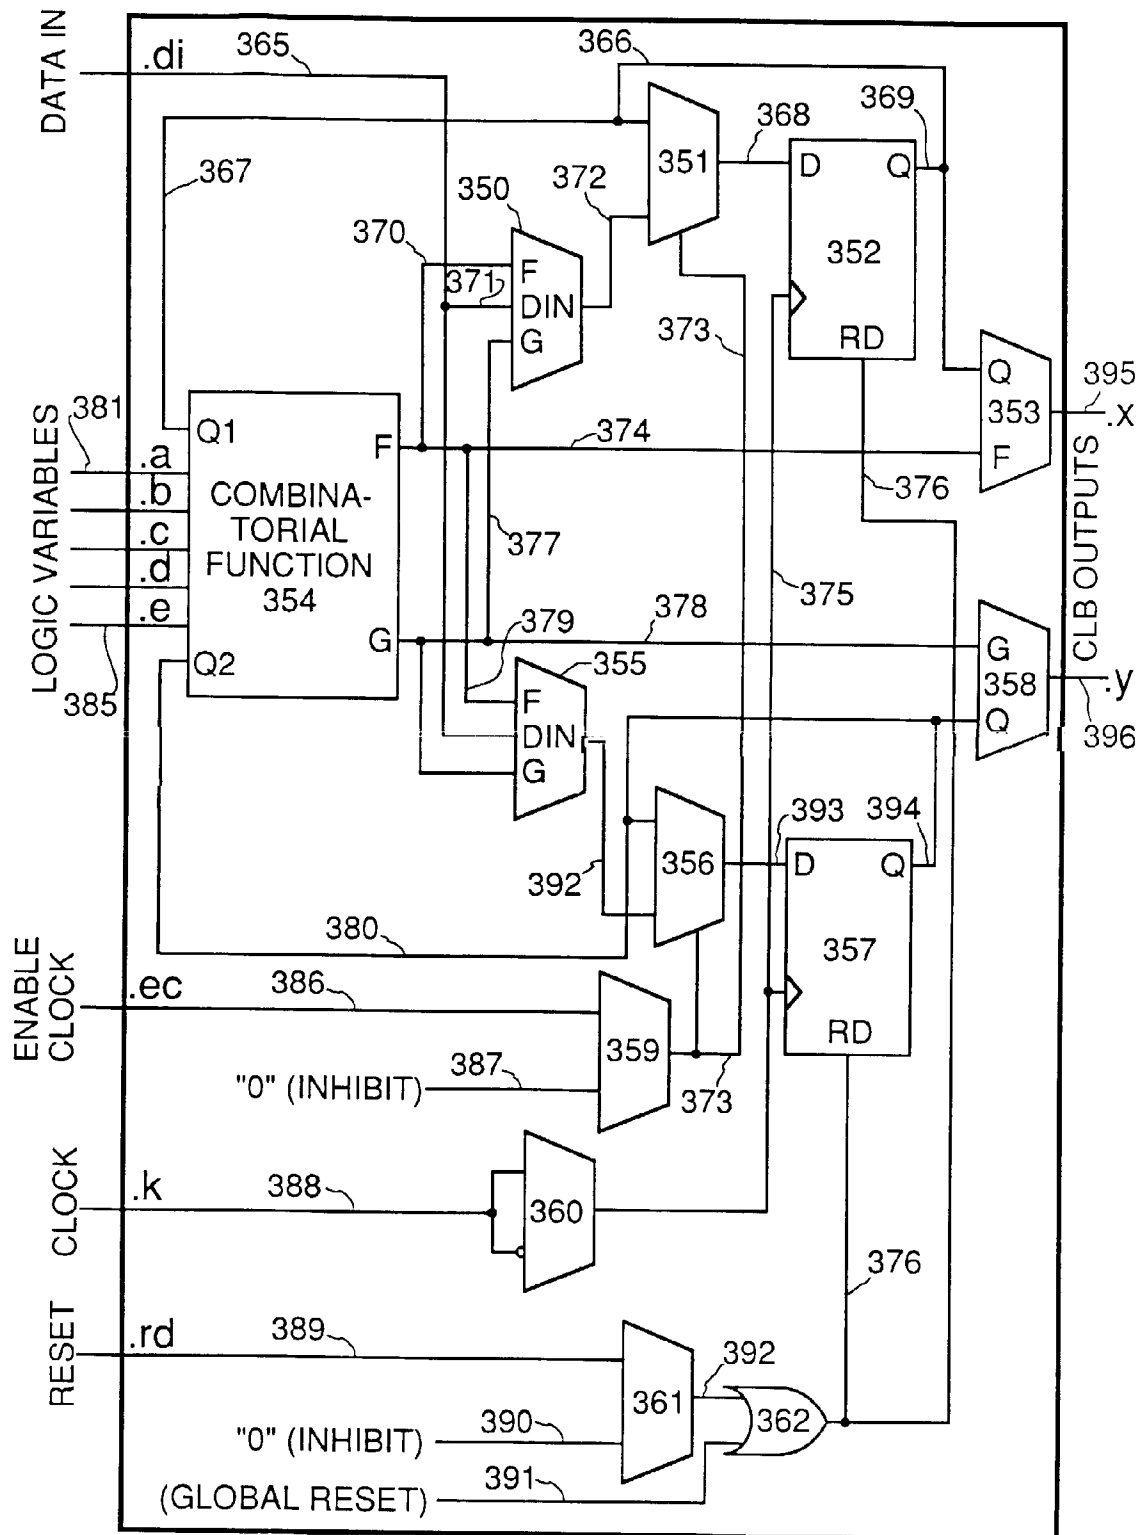 DATA IN
.di
365
366
367
351
368
369
D
Q
352
RD
350
372
370
371
F
DIN
G
373
376
Q
353
F
395
.x
381
LOGIC VARIABLES
.a
.b
.c
.d
.e
385
Q1
F
COMBINA-
TORIAL
FUNCTION
354
G
Q2
374
377
375
379
378
355
F
DIN
G
G
358
Q
CLB OUTPUTS
.y
396
392
356
393
394
D
Q
357
RD
380
ENABLE
CLOCK
.ec
386
359
387
"0" (INHIBIT)
373
CLOCK
.k
388
360
376
RESET
.rd
389
361
392
362
390
"0" (INHIBIT)
391
(GLOBAL RESET)